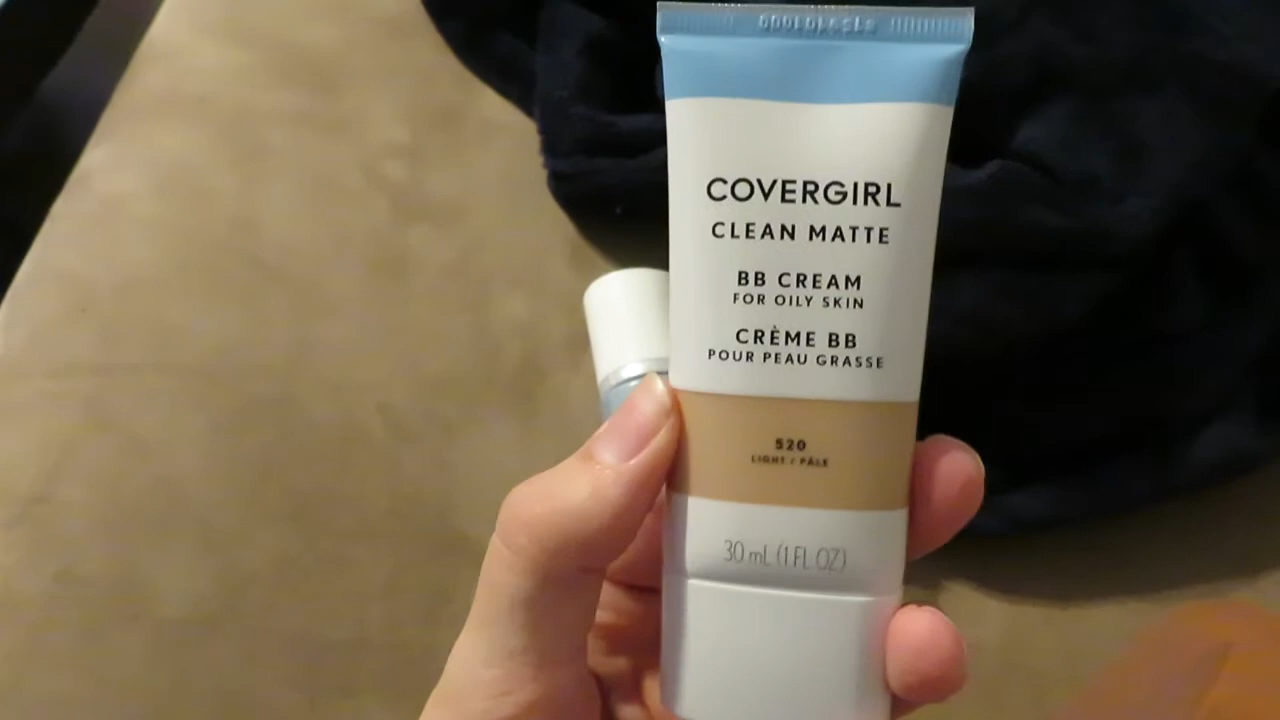 COVERGIRL
CLEAN MATTE
BB CREAM
FOR OILY SKIN
CRÈME BB
POUR PEAU GRASSE
520
LIGHT / PÂLE
30 mL (1 FL OZ)